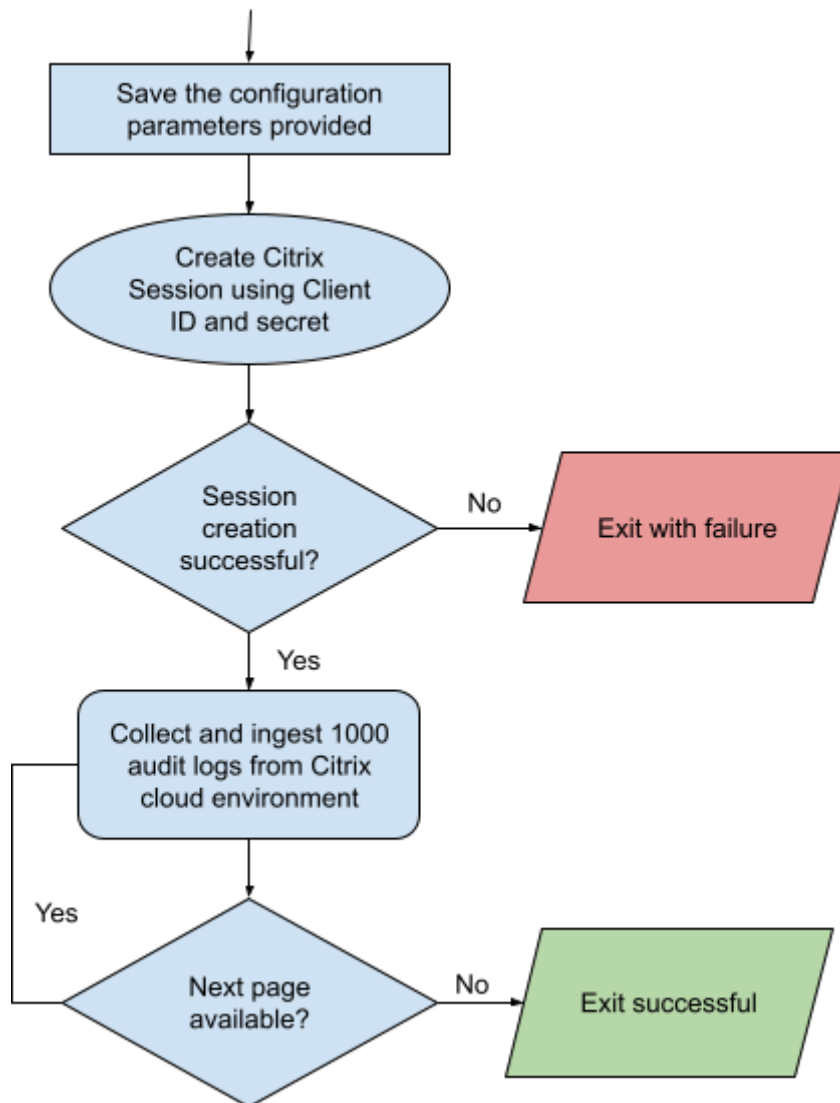 Save the configuration
parameters provided
Create Citrix
Session using Client
ID and secret
Session
creation
successful?
No
Exit with failure
Yes
Collect and ingest 1000
audit logs from Citrix
cloud environment
Yes
Next page
available?
No
Exit successful